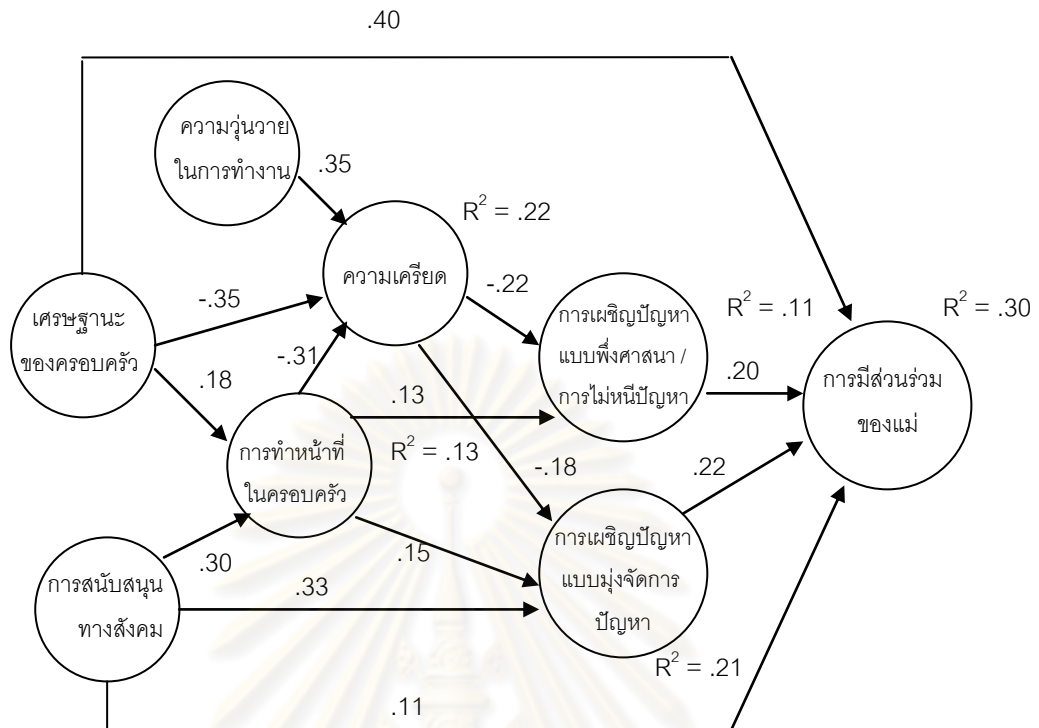 .40
ความวุ่นวาย
ในการทำงาน
.35
R² = .22
ความเครียด
-.35
-.22
เศรษฐานะ
ของครอบครัว
การเผชิญปัญหา
แบบพึ่งศาสนา /
การไม่หนีปัญหา
R² = .11
R² = .30
-.31
.18
.13
.20
การมีส่วนร่วม
ของแม่
การทำหน้าที่
ในครอบครัว
R² = .13
-.18
.22
.30
.15
การเผชิญปัญหา
แบบมุ่งจัดการ
ปัญหา
การสนับสนุน
ทางสังคม
.33
R² = .21
.11